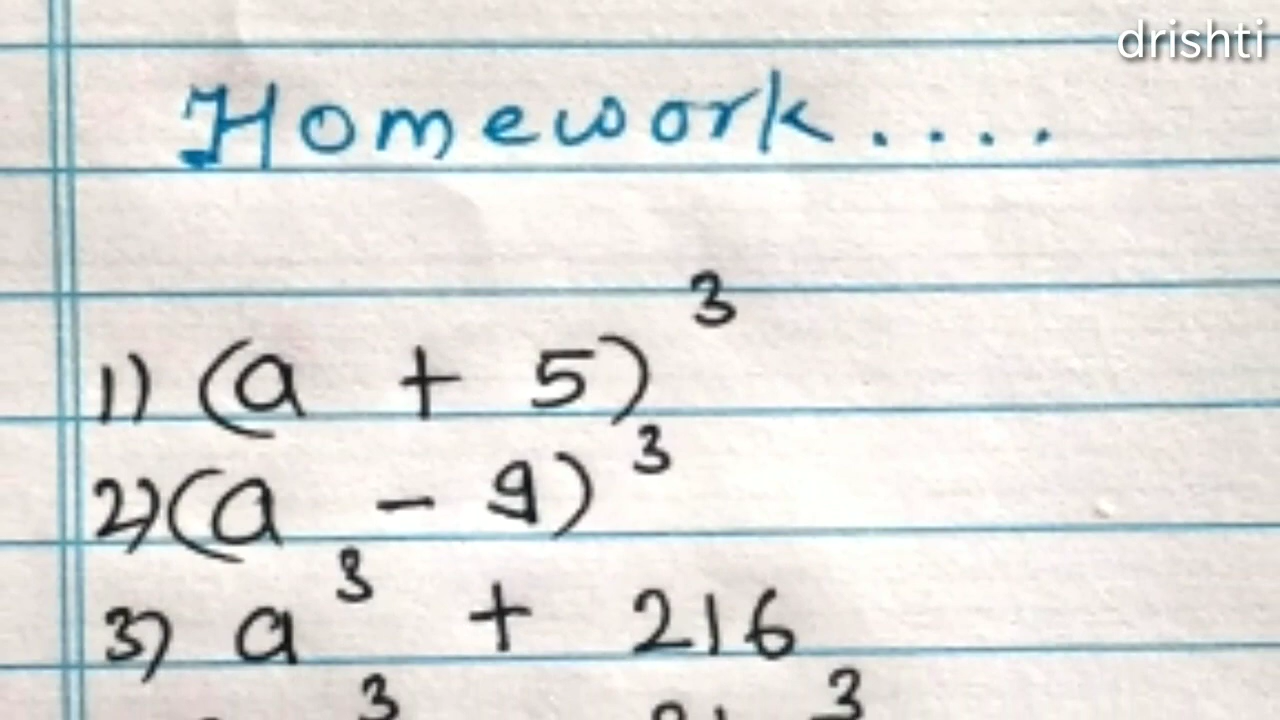 drishti
Homework....
1) (a + 5)³
2) (a - 9)³
3) a³ + 216